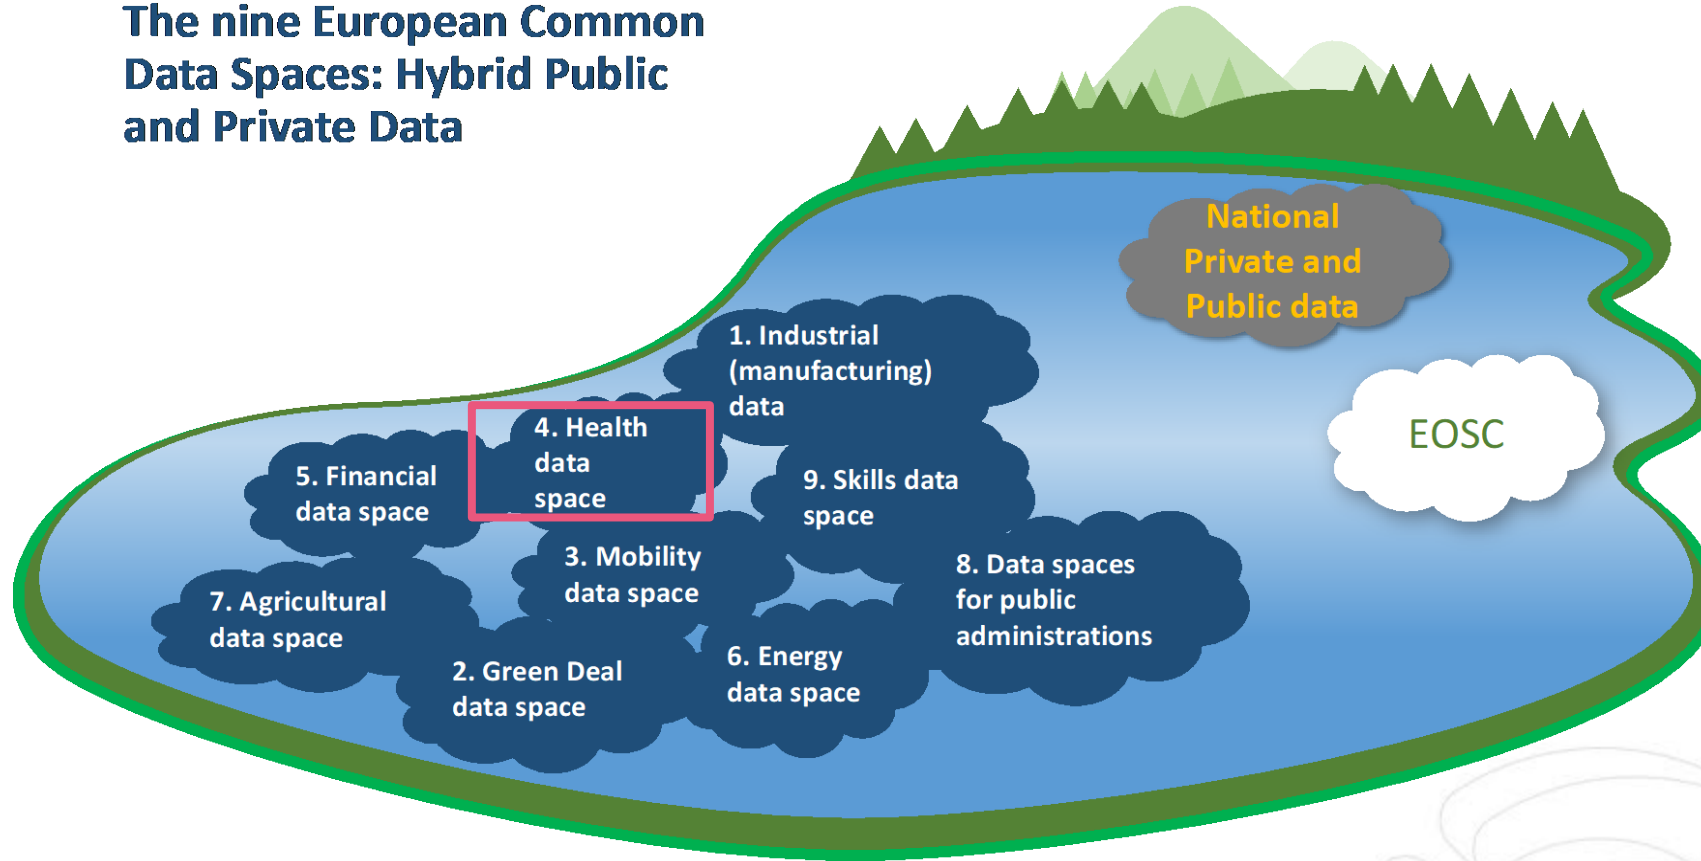 The nine European Common
Data Spaces: Hybrid Public
and Private Data
National
Private and
Public data
1. Industrial
(manufacturing)
data
4. Health
data
space
EOSC
5. Financial
data space
9. Skills data
space
3. Mobility
data space
8. Data spaces
for public
administrations
7. Agricultural
data space
2. Green Deal
data space
6. Energy
data space